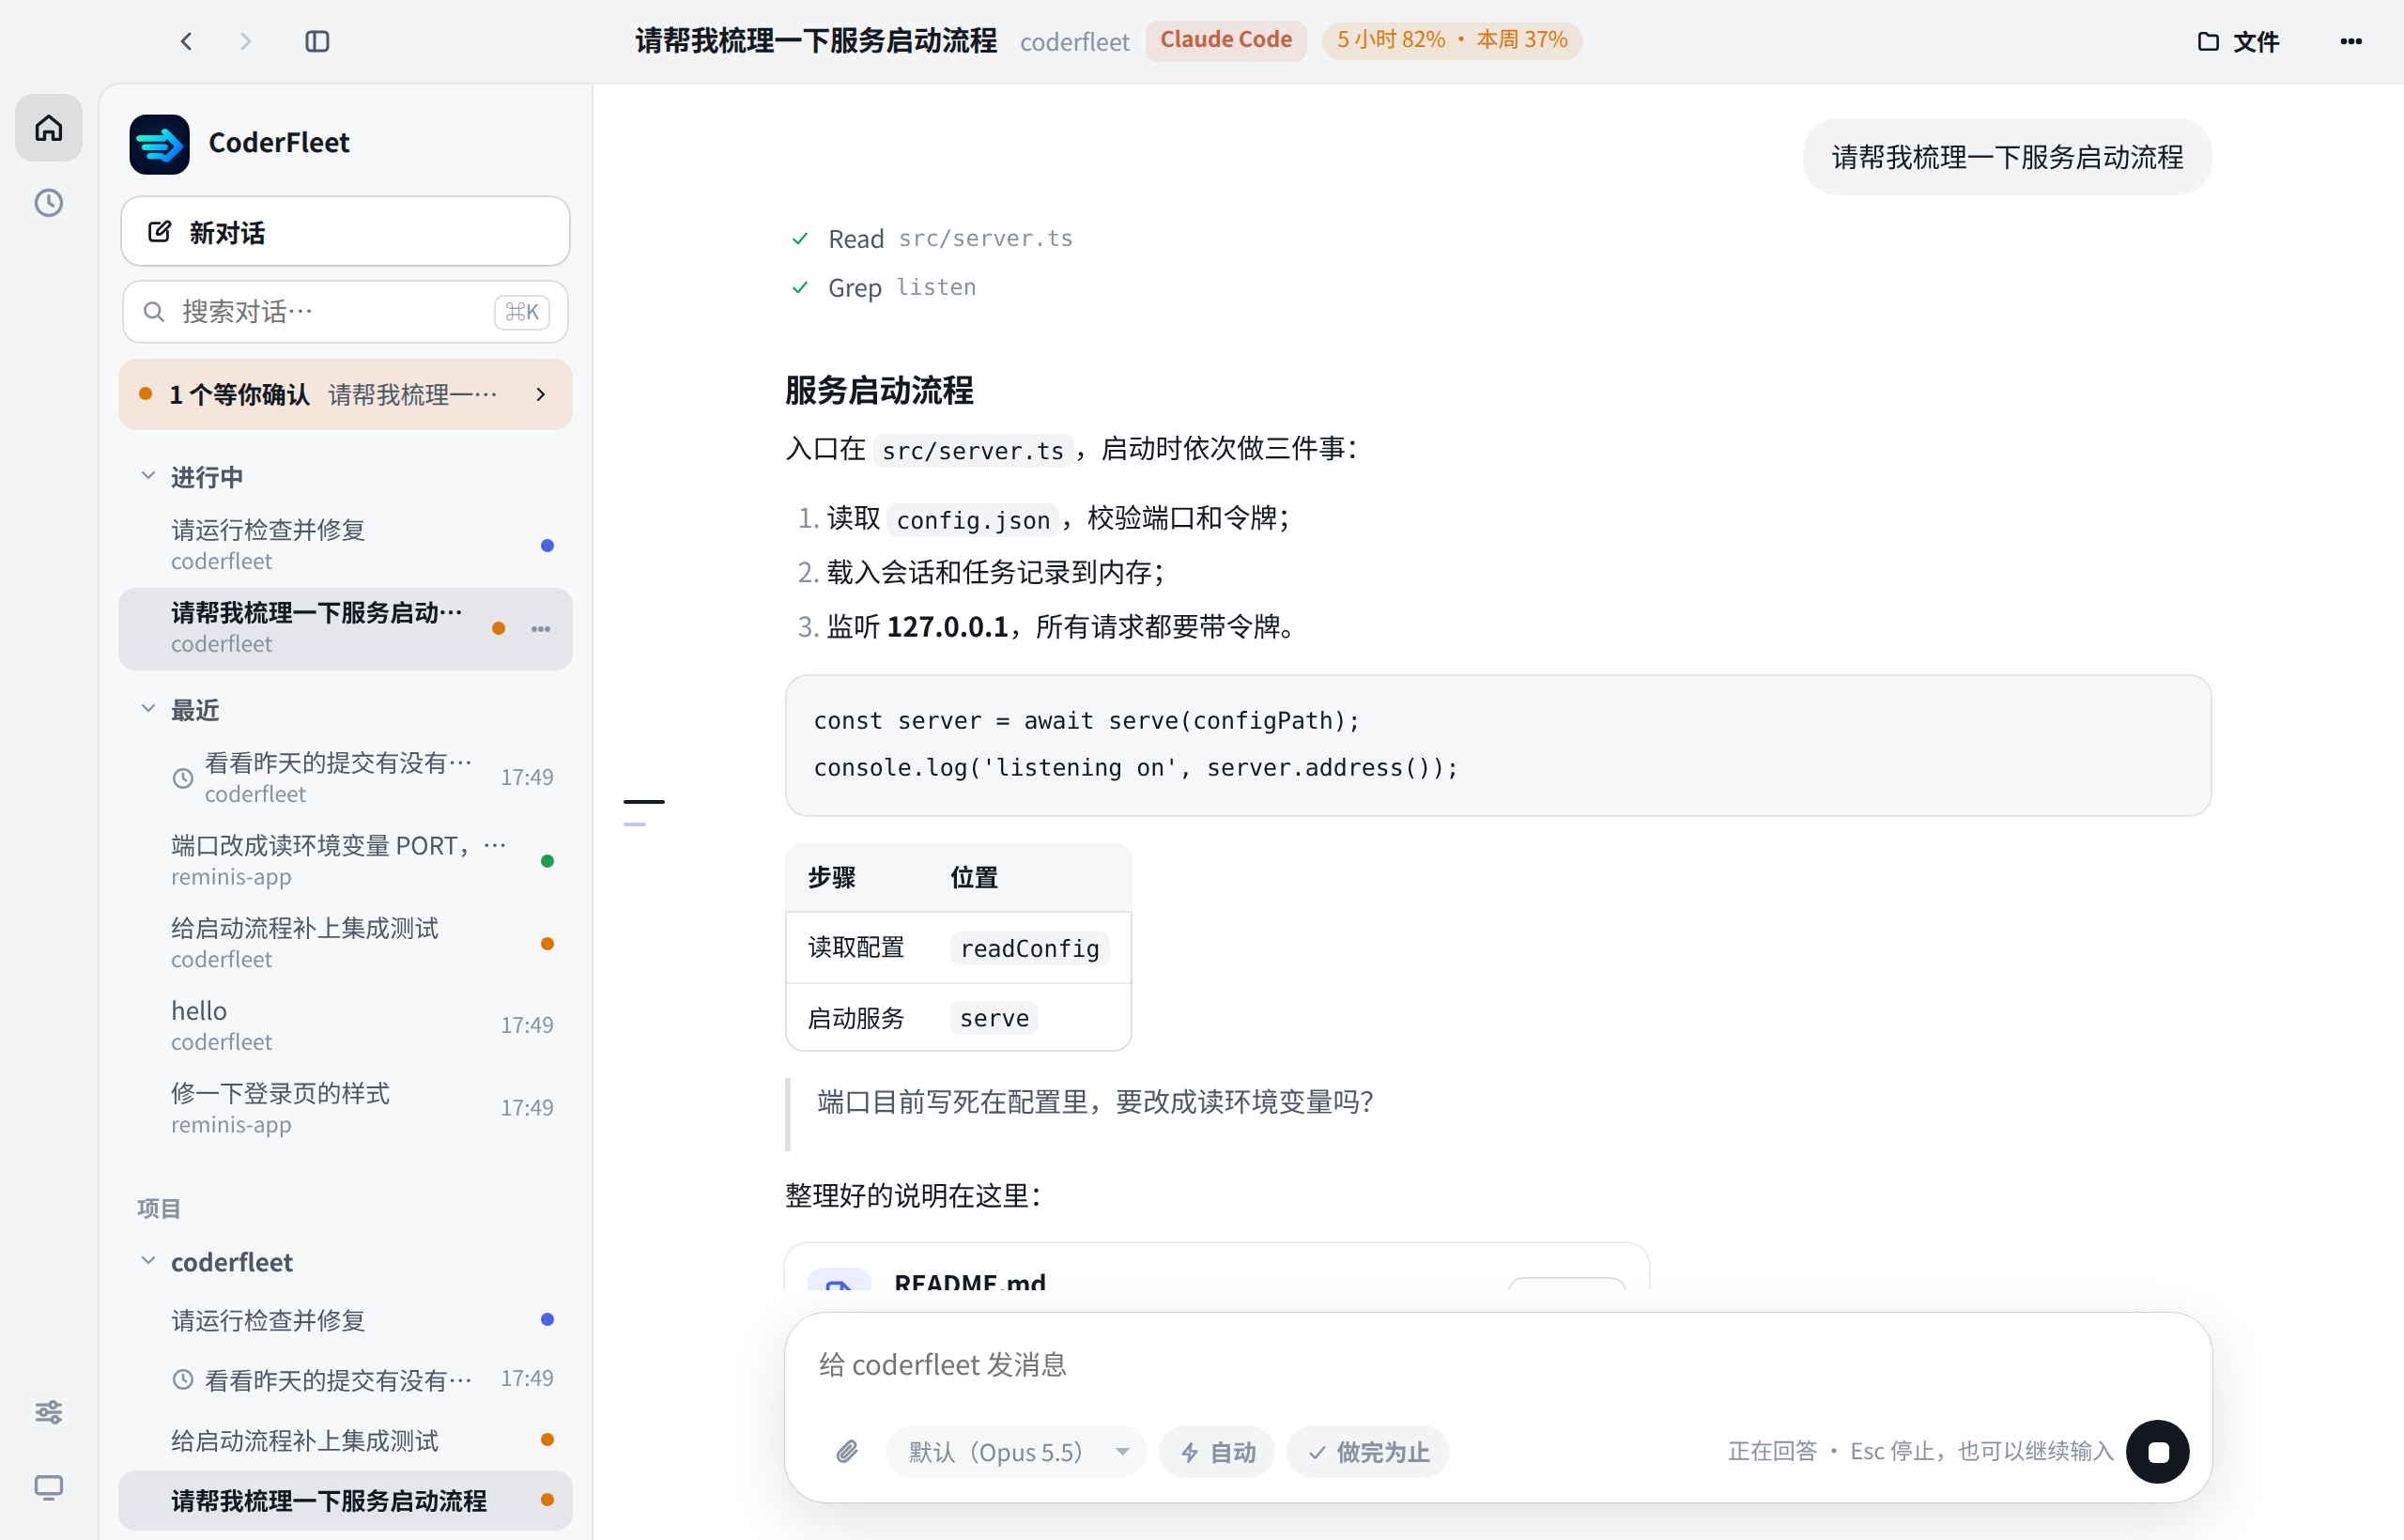 请帮我梳理一下服务启动流程 coderfleet Claude Code 5 小时 82% · 本周 37%
文件
CoderFleet
新对话
搜索对话… ⌘K
1 个等你确认 请帮我梳理一…
进行中
请运行检查并修复
coderfleet
请帮我梳理一下服务启动…
coderfleet
最近
看看昨天的提交有没有… 17:49
coderfleet
端口改成读环境变量 PORT，…
reminis-app
给启动流程补上集成测试
coderfleet
hello 17:49
coderfleet
修一下登录页的样式 17:49
reminis-app
项目
coderfleet
请运行检查并修复
看看昨天的提交有没有… 17:49
给启动流程补上集成测试
请帮我梳理一下服务启动流程
请帮我梳理一下服务启动流程
Read src/server.ts
Grep listen
服务启动流程
入口在 src/server.ts，启动时依次做三件事：
1. 读取 config.json，校验端口和令牌；
2. 载入会话和任务记录到内存；
3. 监听 127.0.0.1，所有请求都要带令牌。
const server = await serve(configPath);
console.log('listening on', server.address());
步骤 位置
读取配置 readConfig
启动服务 serve
端口目前写死在配置里，要改成读环境变量吗？
整理好的说明在这里：
README.md
给 coderfleet 发消息
默认（Opus 5.5） 自动 做完为止
正在回答 · Esc 停止，也可以继续输入